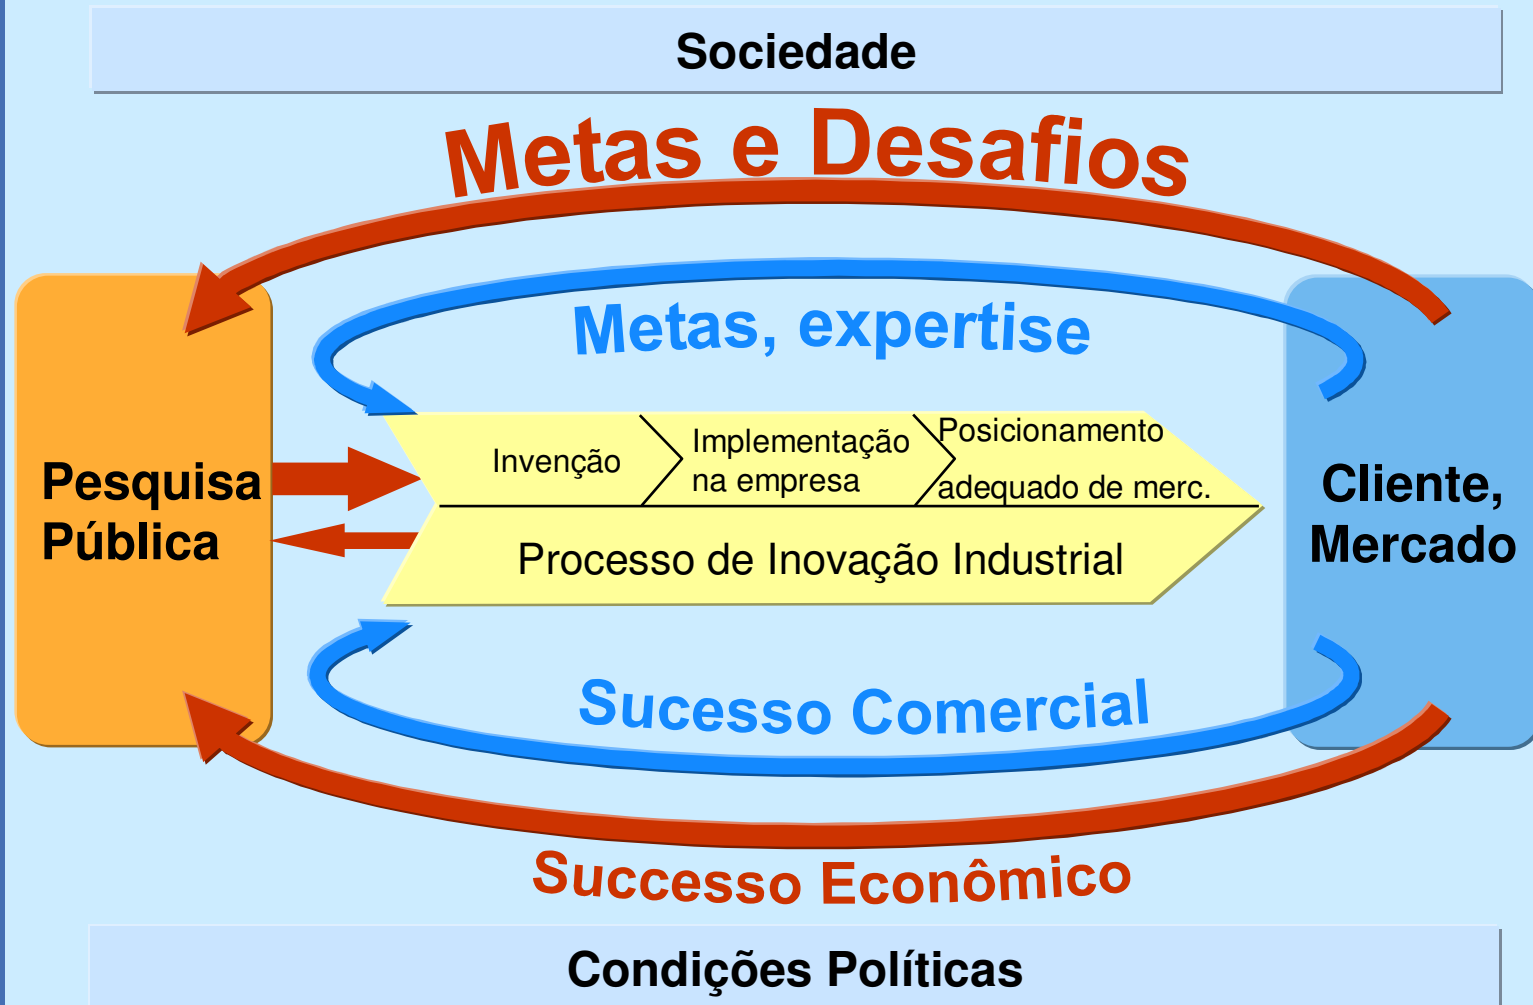 Sociedade
Metas e Desafios
Metas, expertise
Invenção
Implementação
na empresa
Posicionamento
adequado de merc.
Pesquisa
Pública
Cliente,
Mercado
Processo de Inovação Industrial
Sucesso Comercial
Successo Econômico
Condições Políticas